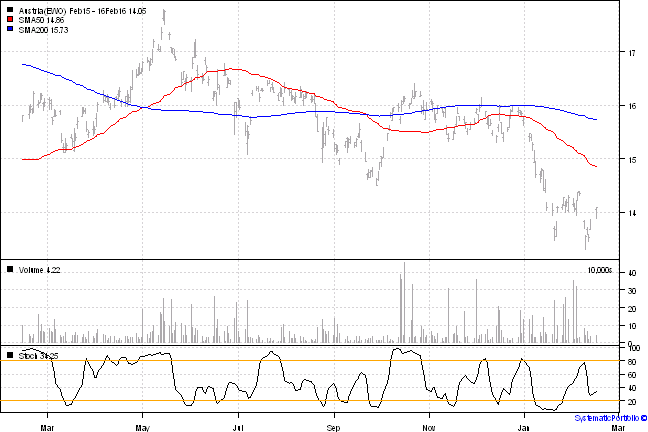 Austria(EWO) Feb15 - 16Feb16 14.05
SMA50 14.86
SMA200 15.73
17
16
15
14
Volume 4.22
10,000s
40
30
20
10
0
Stoch 34.25
100
80
60
40
20
Mar
May
Jul
Sep
Nov
Jan
Mar
SystematicPortfolio ©